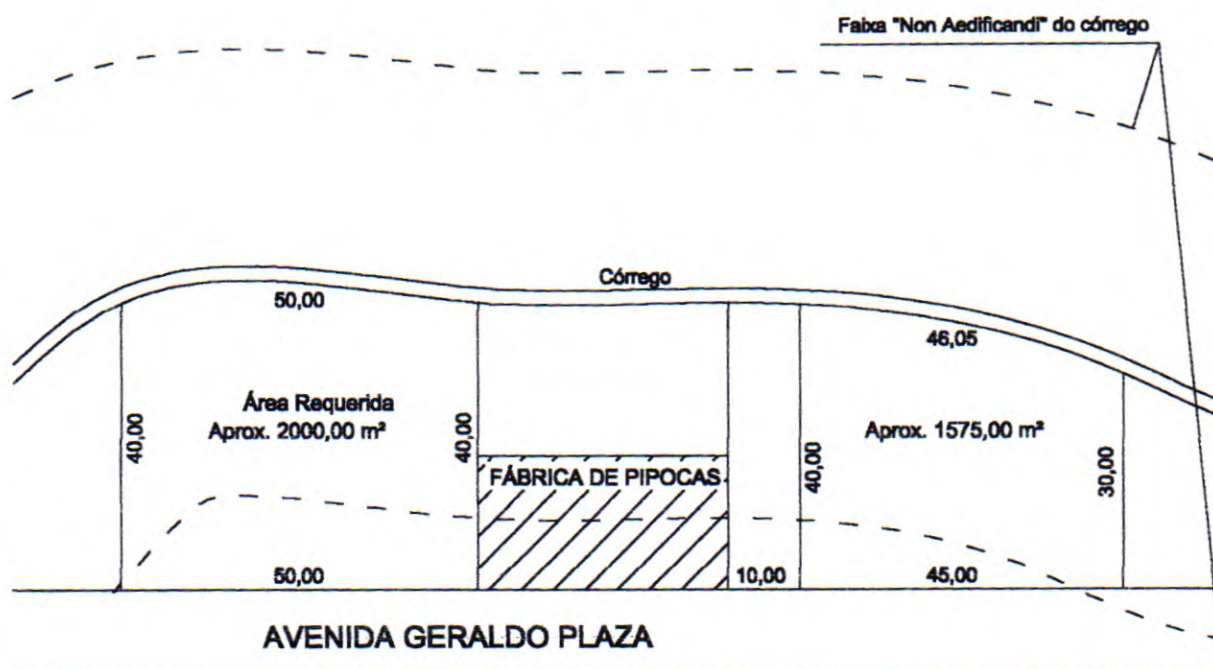 Faixa "Non Aedificandi" do córrego
Córrego
50,00
46,05
Área Requerida
Aprox. 2000,00 m²
40,00
40,00
Aprox. 1575,00 m²
40,00
30,00
FÁBRICA DE PIPOCAS
50,00
10,00
45,00
AVENIDA GERALDO PLAZA